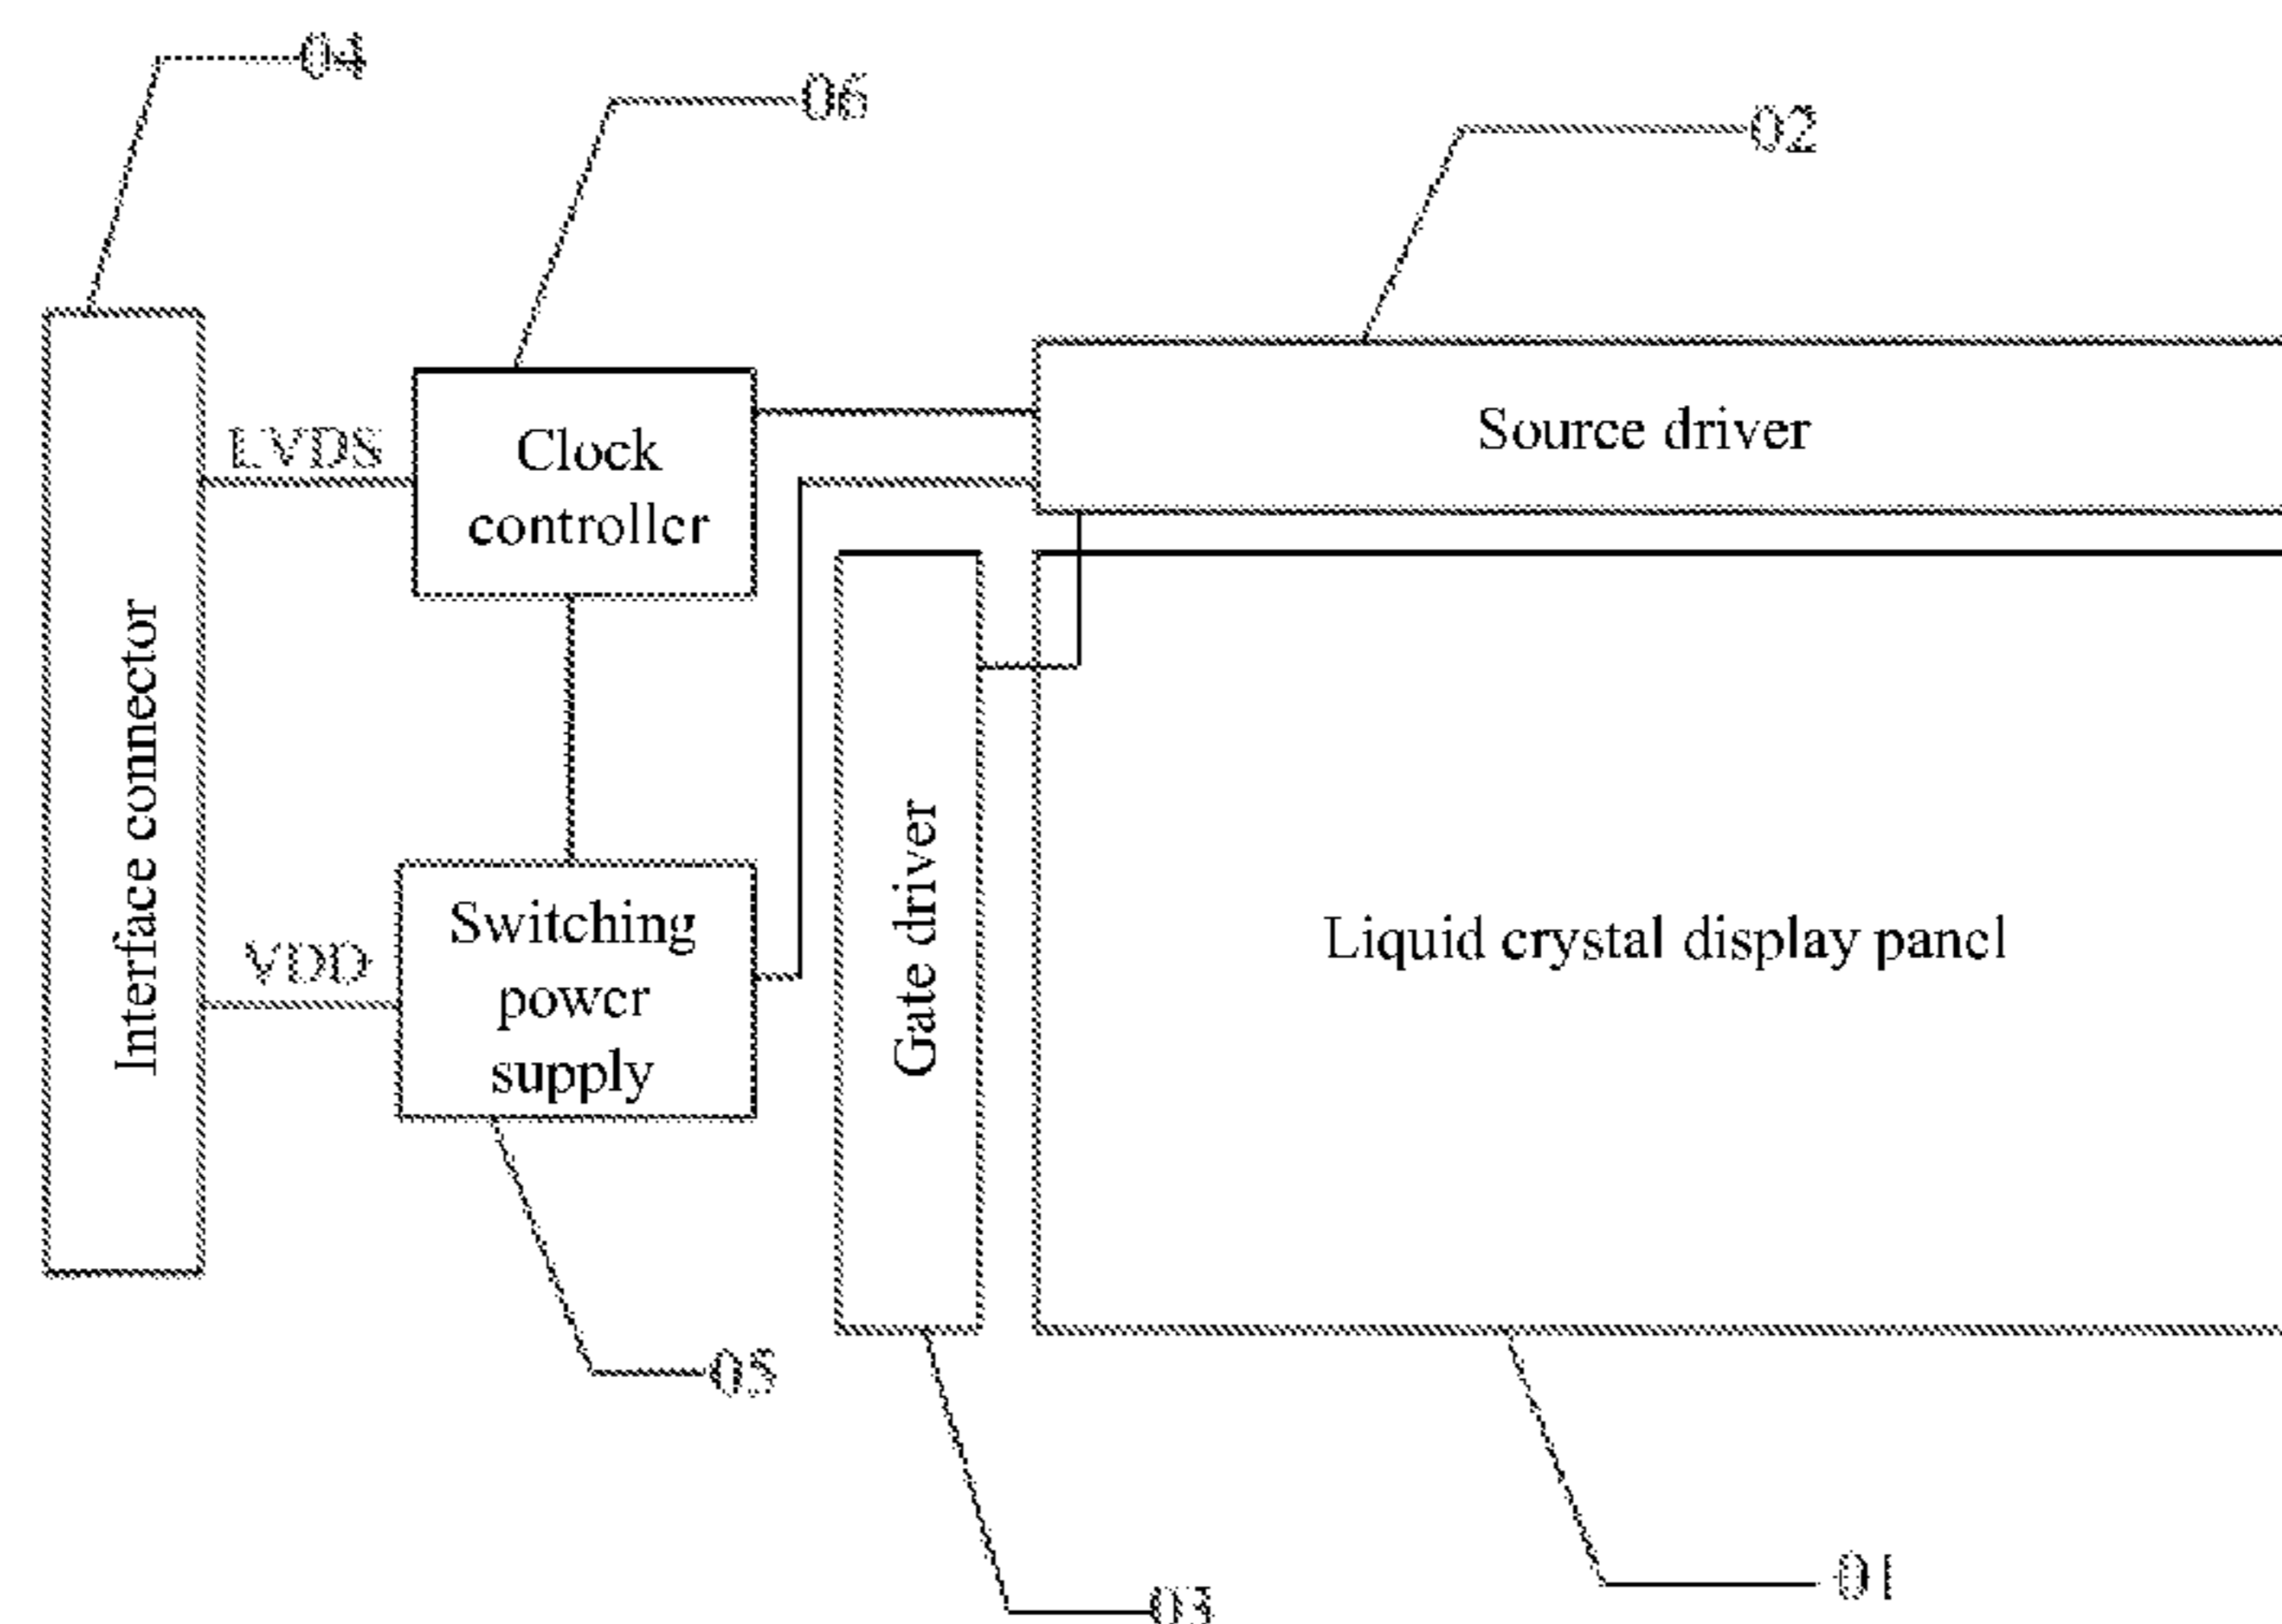 04
06
02
LVDS
Clock
controller
Source driver
Interface connector
VDD
Switching
power
supply
Gate driver
Liquid crystal display panel
05
03
01